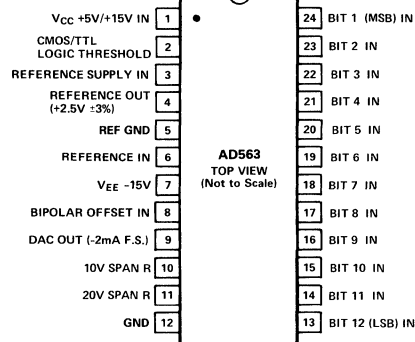 VCC +5V/+15V IN 1
CMOS/TTL
LOGIC THRESHOLD 2
REFERENCE SUPPLY IN 3
REFERENCE OUT
(+2.5V ±3%) 4
REF GND 5
REFERENCE IN 6
VEE -15V 7
BIPOLAR OFFSET IN 8
DAC OUT (-2mA F.S.) 9
10V SPAN R 10
20V SPAN R 11
GND 12
AD563
TOP VIEW
(Not to Scale)
24 BIT 1 (MSB) IN
23 BIT 2 IN
22 BIT 3 IN
21 BIT 4 IN
20 BIT 5 IN
19 BIT 6 IN
18 BIT 7 IN
17 BIT 8 IN
16 BIT 9 IN
15 BIT 10 IN
14 BIT 11 IN
13 BIT 12 (LSB) IN